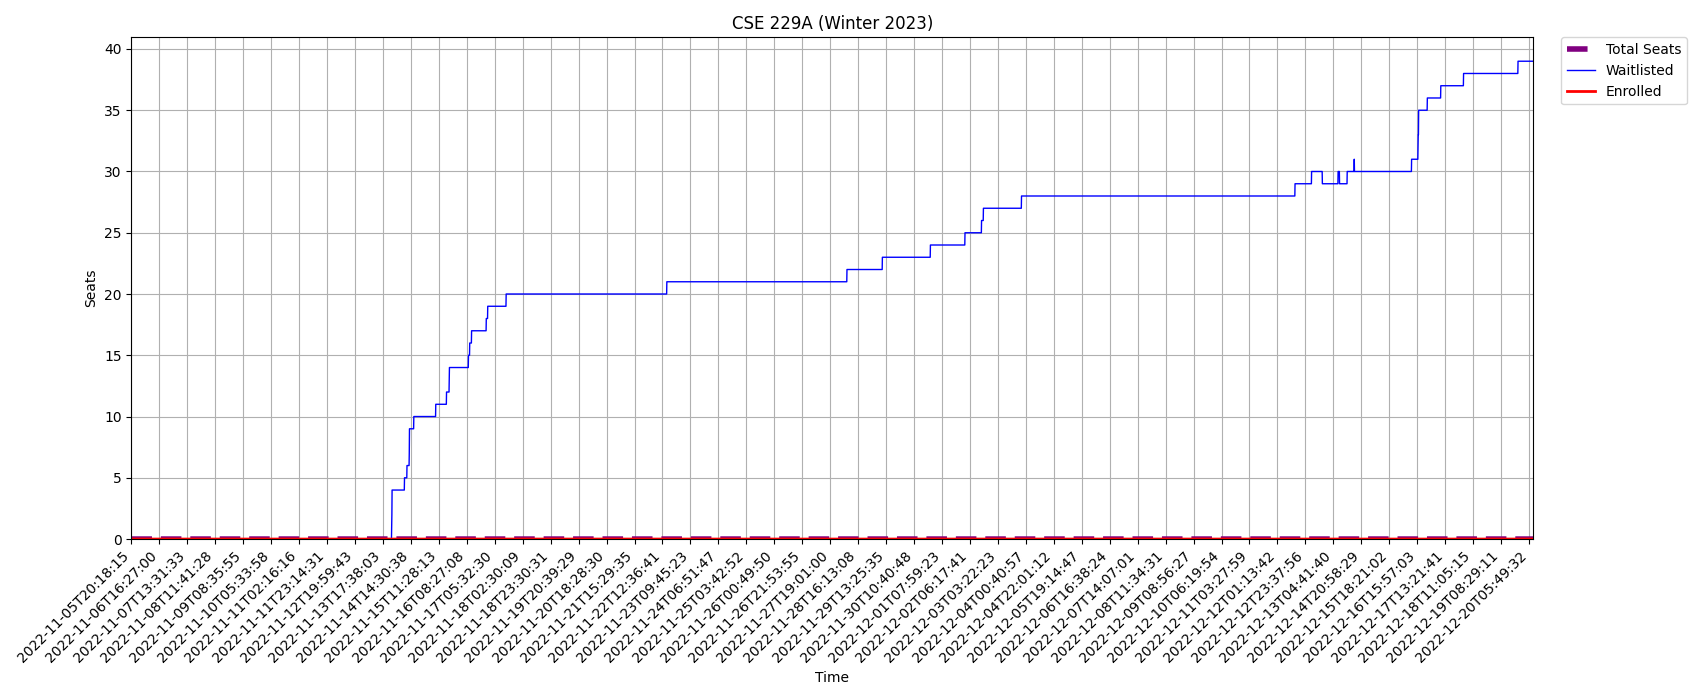 CSE 229A (Winter 2023)
Total Seats
Waitlisted
Enrolled
Seats
40
35
30
25
20
15
10
5
0
2022-11-05T20:18:15
2022-11-06T16:27:00
2022-11-07T13:31:33
2022-11-08T11:41:28
2022-11-09T08:35:55
2022-11-10T05:33:58
2022-11-11T02:16:16
2022-11-11T23:14:31
2022-11-12T19:59:43
2022-11-13T17:38:03
2022-11-14T14:30:38
2022-11-15T11:28:13
2022-11-16T08:27:08
2022-11-17T05:32:30
2022-11-18T02:30:09
2022-11-18T23:30:31
2022-11-19T20:39:29
2022-11-20T18:28:30
2022-11-21T15:29:35
2022-11-22T12:36:41
2022-11-23T09:45:23
2022-11-24T06:51:47
2022-11-25T03:42:52
2022-11-26T00:49:50
2022-11-26T21:53:55
2022-11-27T19:01:00
2022-11-28T16:13:08
2022-11-29T13:25:35
2022-11-30T10:40:48
2022-12-01T07:59:23
2022-12-02T06:17:41
2022-12-03T03:22:23
2022-12-04T00:40:57
2022-12-04T22:01:12
2022-12-05T19:14:47
2022-12-06T16:38:24
2022-12-07T14:07:01
2022-12-08T11:34:31
2022-12-09T08:56:27
2022-12-10T06:19:54
2022-12-11T03:27:59
2022-12-12T01:13:42
2022-12-12T23:37:56
2022-12-13T04:41:40
2022-12-14T20:58:29
2022-12-15T18:21:02
2022-12-16T15:57:03
2022-12-17T13:21:41
2022-12-18T11:05:15
2022-12-19T08:29:11
2022-12-20T05:49:32
Time